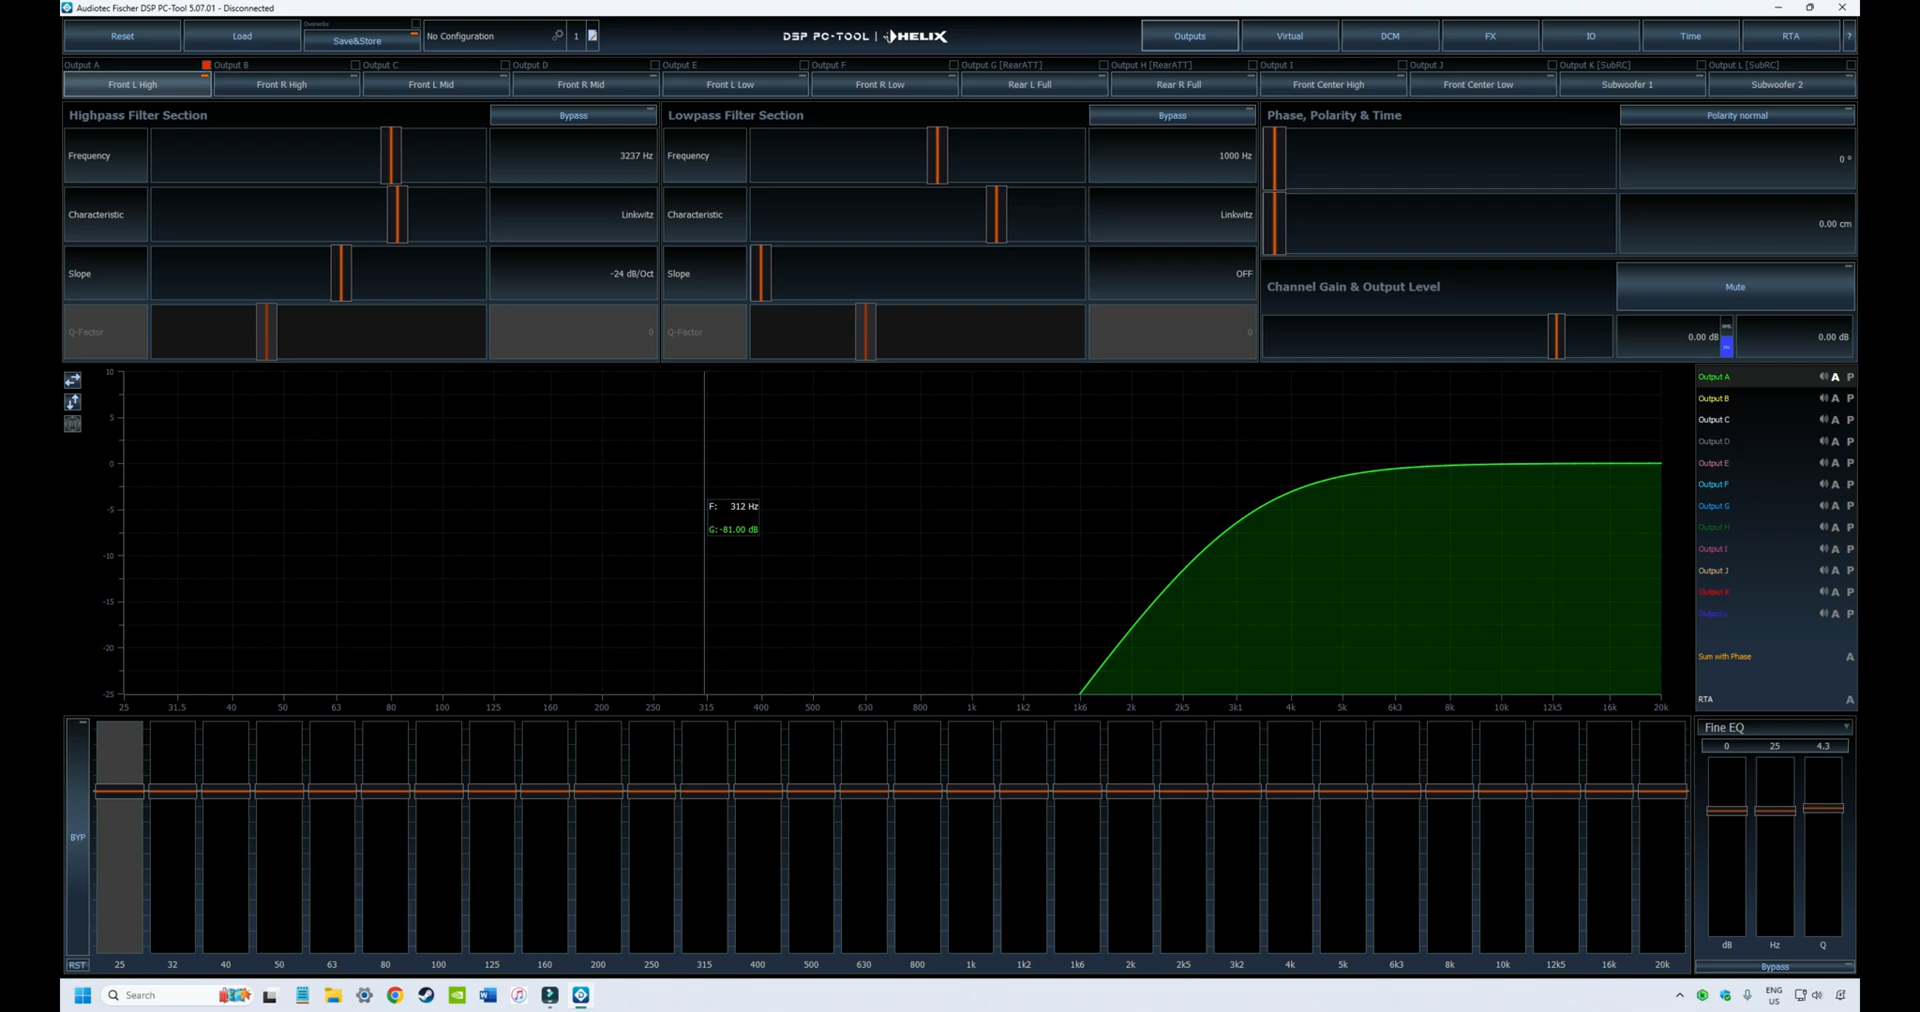 Audiotec Fischer DSP PC-Tool 5.07.01 - Disconnected
Reset
Load
Overwrite
Save&Store
No Configuration
1
DSP PC-TOOL | HELIX
Outputs
Virtual
DCM
FX
IO
Time
RTA
?
Output A
Output B
Output C
Output D
Output E
Output F
Output G [RearATT]
Output H [RearATT]
Output I
Output J
Output K [SubRC]
Output L [SubRC]
Front L High
Front R High
Front L Mid
Front R Mid
Front L Low
Front R Low
Rear L Full
Rear R Full
Front Center High
Front Center Low
Subwoofer 1
Subwoofer 2
Highpass Filter Section
Bypass
Frequency
3237 Hz
Characteristic
Linkwitz
Slope
-24 dB/Oct
Q-Factor
0
Lowpass Filter Section
Bypass
Frequency
1000 Hz
Characteristic
Linkwitz
Slope
OFF
Q-Factor
0
Phase, Polarity & Time
Polarity normal
0 °
0.00 cm
Channel Gain & Output Level
Mute
0.00 dB
0.00 dB
10
5
0
-5
-10
-15
-20
-25
F: 312 Hz
G:-81.00 dB
25 31.5 40 50 63 80 100 125 160 200 250 315 400 500 630 800 1k 1k2 1k6 2k 2k5 3k1 4k 5k 6k3 8k 10k 12k5 16k 20k
Output A A P
Output B A P
Output C A P
Output D A P
Output E A P
Output F A P
Output G A P
Output H A P
Output I A P
Output J A P
Output K A P
Output L A P
Sum with Phase A
RTA A
BYP
RST
25 32 40 50 63 80 100 125 160 200 250 315 400 500 630 800 1k 1k2 1k6 2k 2k5 3k2 4k 5k 6k3 8k 10k 12k5 16k 20k
Fine EQ
0 25 4.3
dB Hz Q
Bypass
Search
ENG
US